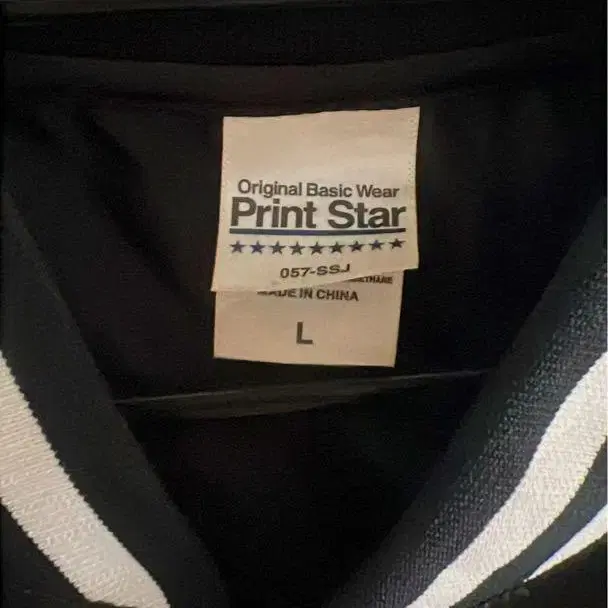 Original Basic Wear
Print Star
★★★★★★★★★
057-SSJ
MADE IN CHINA
L